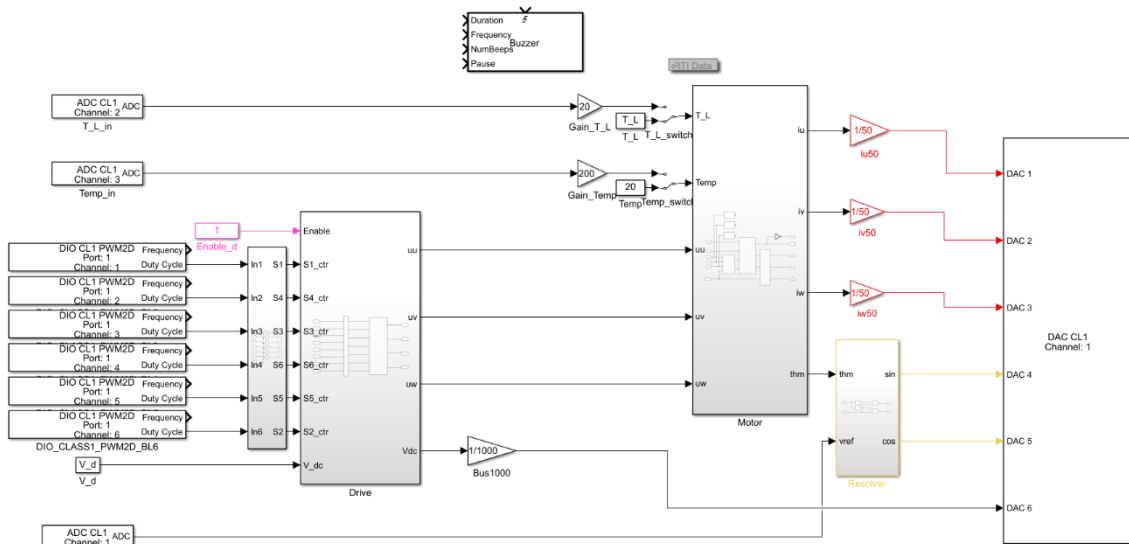 Duration
Frequency
NumBeeps
Pause
Buzzer
RTI Data
ADC CL1
Channel: 2
ADC
T_L_in
20
Gain_T_L
T_L
T_L
T_L_switch
ADC CL1
Channel: 3
ADC
Temp_in
200
Gain_Temp
20
Temp
Temp_switch
T_L
Temp
uu
uv
uw
iu
iv
iw
thm
Motor
1/50
iu50
1/50
iv50
1/50
iw50
1
Enable_d
DIO CL1 PWM2D
Port: 1
Channel: 1
Frequency
Duty Cycle
DIO CL1 PWM2D
Port: 1
Channel: 2
Frequency
Duty Cycle
DIO CL1 PWM2D
Port: 1
Channel: 3
Frequency
Duty Cycle
DIO CL1 PWM2D
Port: 1
Channel: 4
Frequency
Duty Cycle
DIO CL1 PWM2D
Port: 1
Channel: 5
Frequency
Duty Cycle
DIO CL1 PWM2D
Port: 1
Channel: 6
Frequency
Duty Cycle
DIO_CLASS1_PWM2D_BL6
In1
In2
In3
In4
In5
In6
S1
S4
S3
S6
S5
S2
Enable
S1_ctr
S4_ctr
S3_ctr
S6_ctr
S5_ctr
S2_ctr
V_dc
uu
uv
uw
Vdc
Drive
V_d
V_d
1/1000
Bus1000
thm
vref
sin
cos
Resolver
DAC 1
DAC 2
DAC 3
DAC 4
DAC 5
DAC 6
DAC CL1
Channel: 1
ADC CL1
Channel: 1
ADC